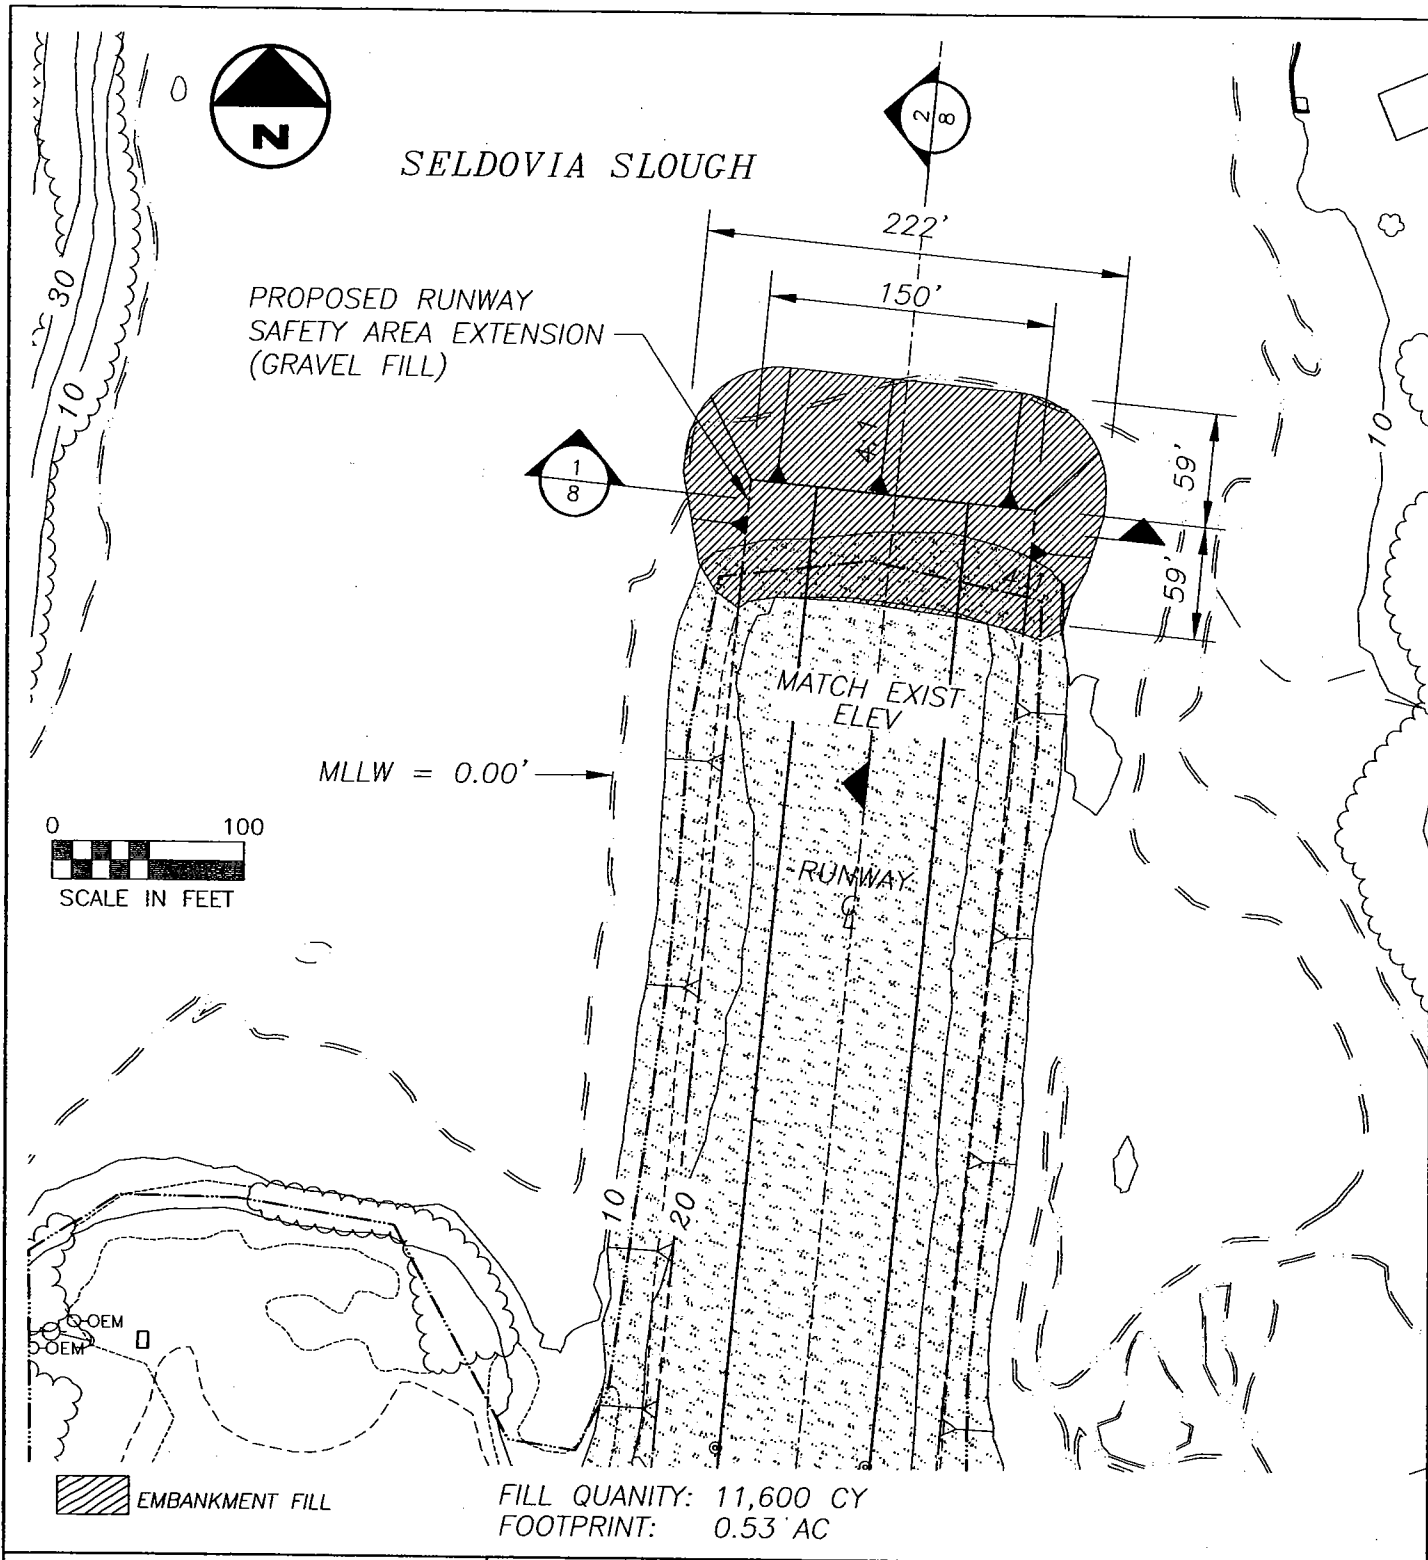 N
2
8
SELDOVIA SLOUGH
222'
150'
PROPOSED RUNWAY
SAFETY AREA EXTENSION
(GRAVEL FILL)
30
10
10
4:1
59'
59'
1
8
4:1
MATCH EXIST
ELEV
MLLW = 0.00'
0 100
SCALE IN FEET
RUNWAY
℄
10
20
OEM
OEM
EMBANKMENT FILL
FILL QUANITY: 11,600 CY
FOOTPRINT: 0.53 AC